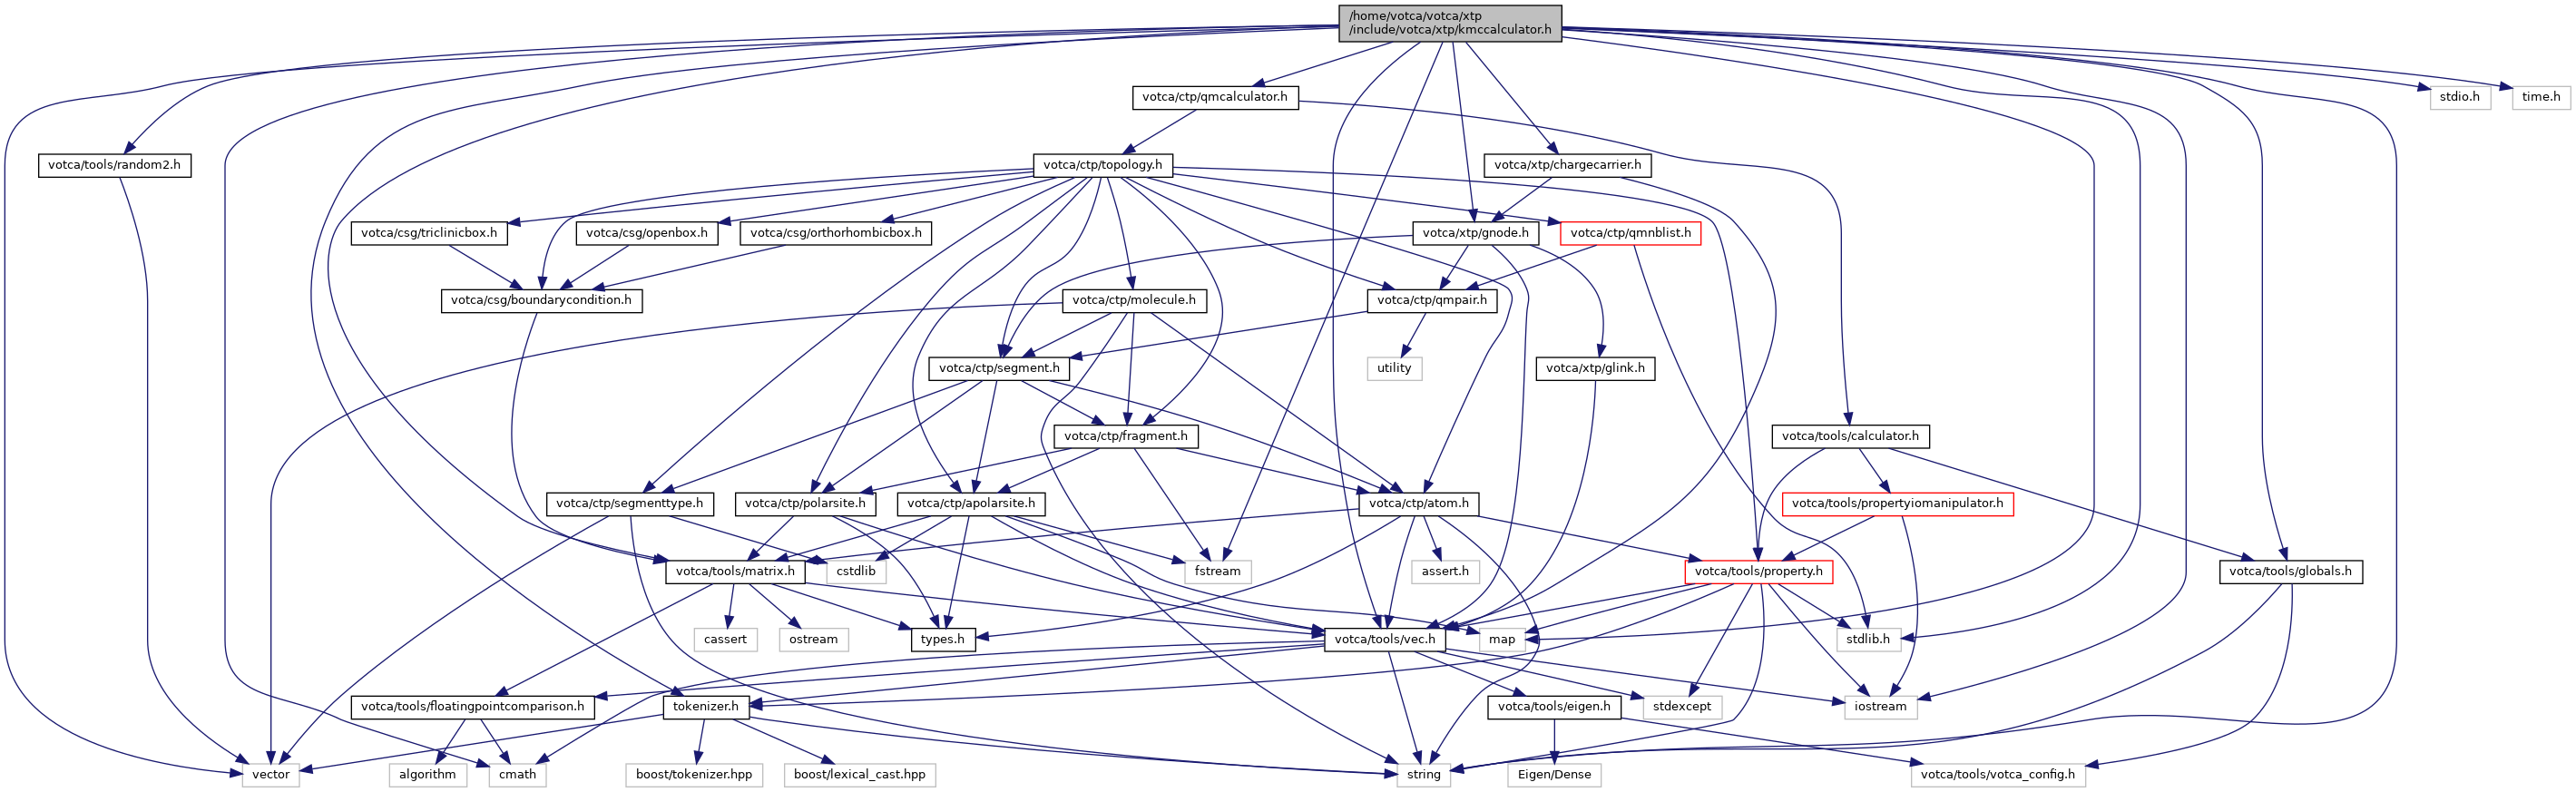 /home/votca/votca/xtp
/include/votca/xtp/kmccalculator.h
votca/ctp/qmcalculator.h
stdio.h
time.h
votca/tools/random2.h
votca/ctp/topology.h
votca/xtp/chargecarrier.h
votca/csg/triclinicbox.h
votca/csg/openbox.h
votca/csg/orthorhombicbox.h
votca/xtp/gnode.h
votca/ctp/qmnblist.h
votca/csg/boundarycondition.h
votca/ctp/molecule.h
votca/ctp/qmpair.h
votca/ctp/segment.h
utility
votca/xtp/glink.h
votca/ctp/fragment.h
votca/tools/calculator.h
votca/ctp/segmenttype.h
votca/ctp/polarsite.h
votca/ctp/apolarsite.h
votca/ctp/atom.h
votca/tools/propertyiomanipulator.h
votca/tools/matrix.h
cstdlib
fstream
assert.h
votca/tools/property.h
votca/tools/globals.h
cassert
ostream
types.h
votca/tools/vec.h
map
stdlib.h
votca/tools/floatingpointcomparison.h
tokenizer.h
votca/tools/eigen.h
stdexcept
iostream
vector
algorithm
cmath
boost/tokenizer.hpp
boost/lexical_cast.hpp
string
Eigen/Dense
votca/tools/votca_config.h